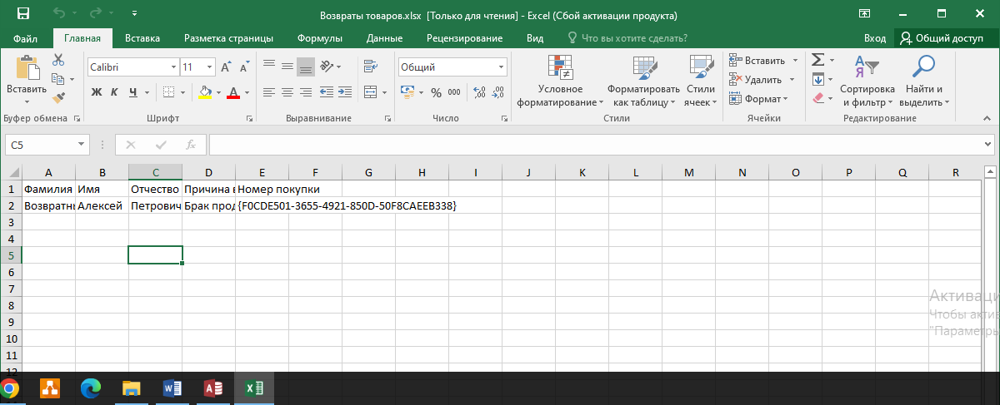 Возвраты товаров.xlsx [Только для чтения] - Excel (Сбой активации продукта)
Файл Главная Вставка Разметка страницы Формулы Данные Рецензирование Вид Что вы хотите сделать? Вход Общий доступ
Вставить
Буфер обмена
Calibri 11
Ж К Ч А
Шрифт
Выравнивание
Общий
% 000
Число
Условное форматирование
Форматировать как таблицу
Стили ячеек
Стили
Вставить
Удалить
Формат
Ячейки
Сортировка и фильтр
Найти и выделить
Редактирование
C5 fx
A B C D E F G H I J K L M N O P Q R
1 Фамилия Имя Отчество Причина в Номер покупки
2 Возвратны Алексей Петрович Брак прод {F0CDE501-3655-4921-850D-50F8CAEEB338}
3
4
5
6
7
8
9
10
11
12
Активаци
Чтобы акти
"Параметры